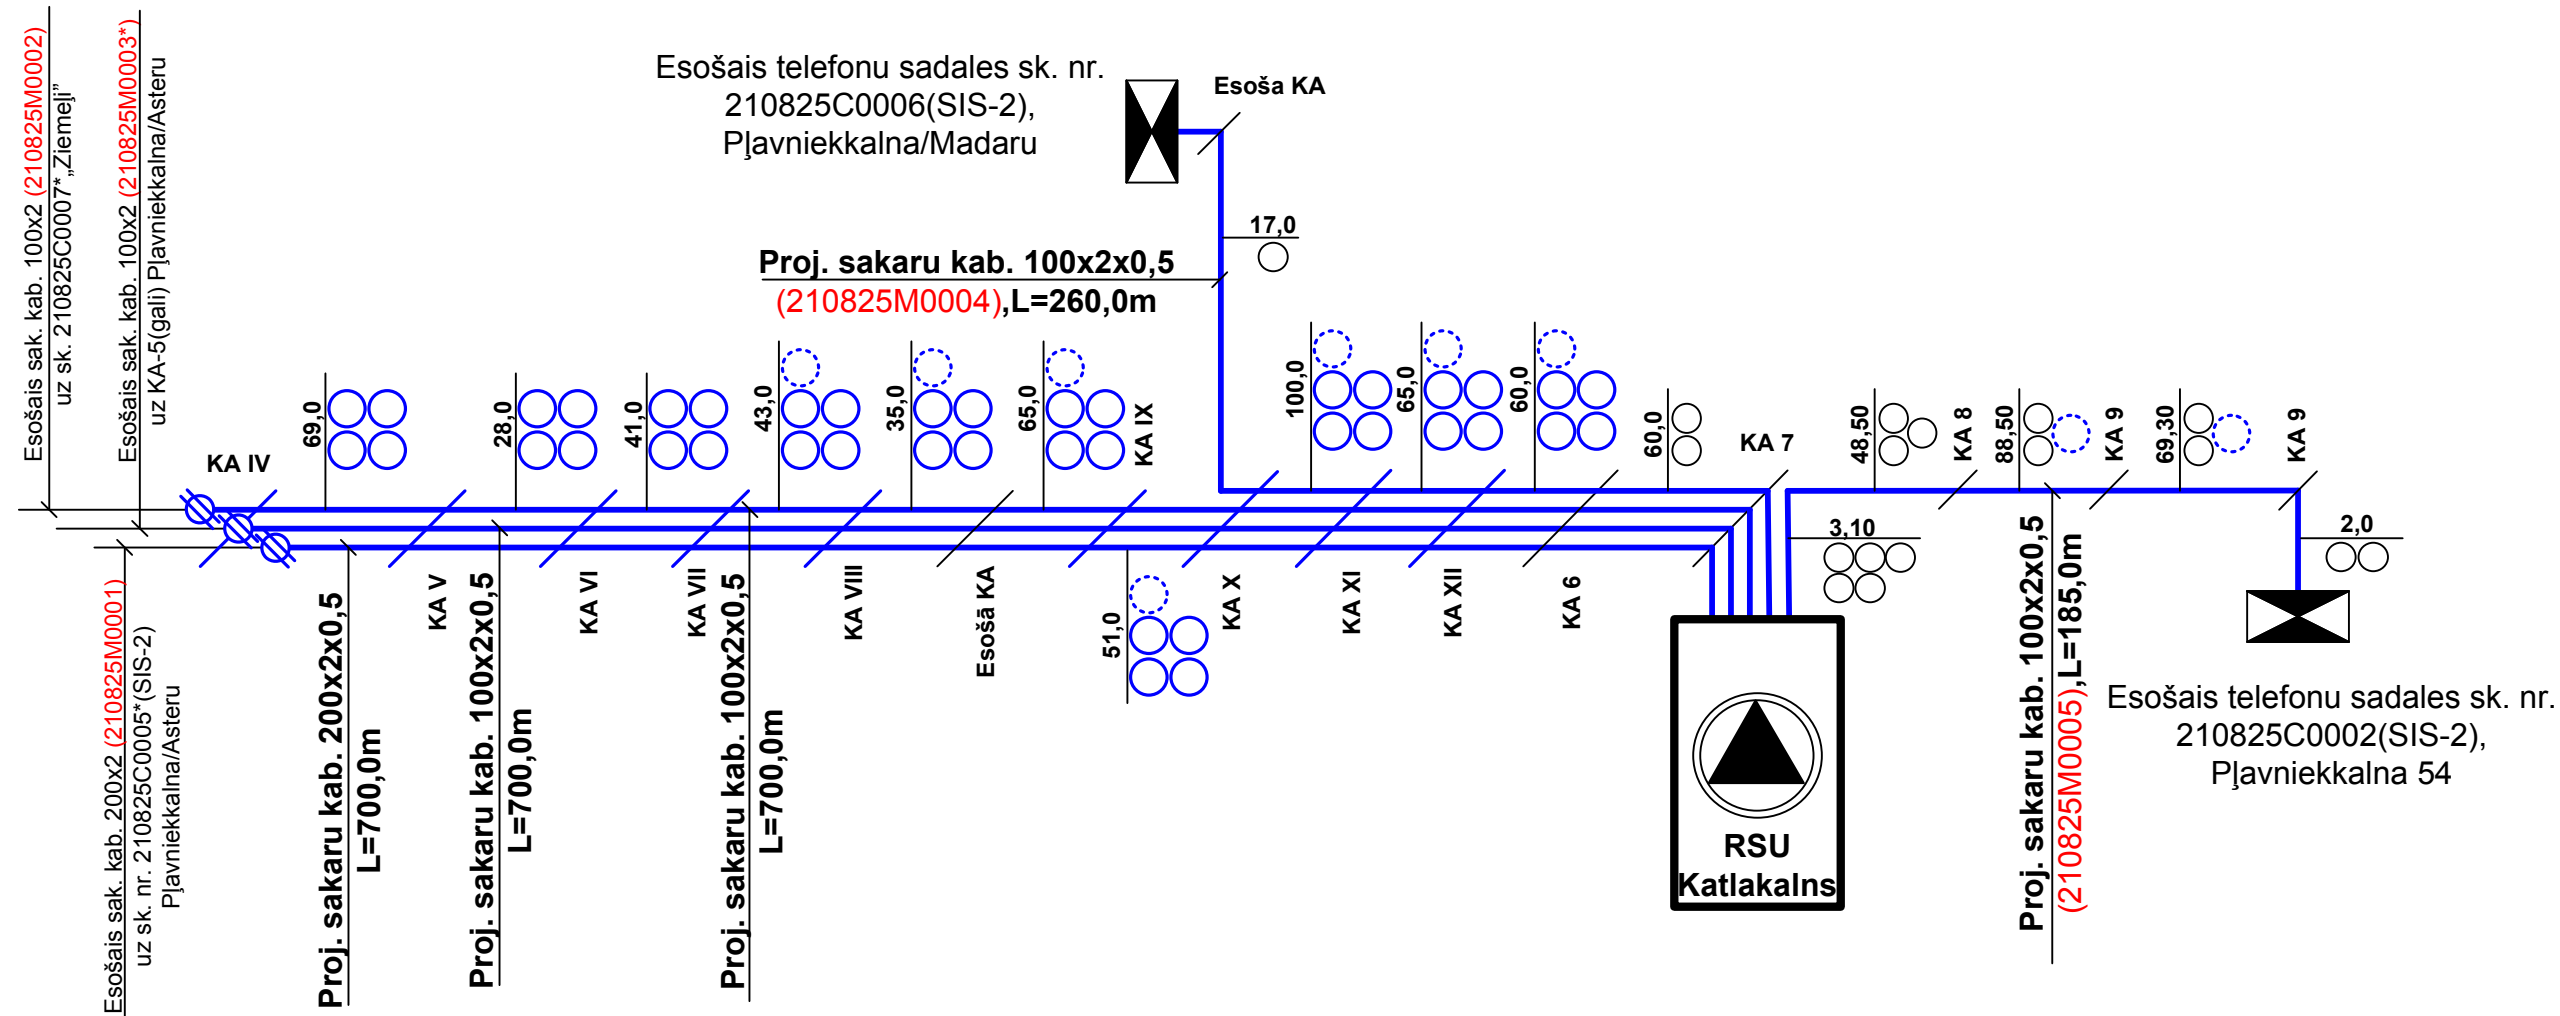 Esošais sak. kab. 100x2 (210825M0002)
uz sk. 210825C0007*„Ziemeļi”
Esošais sak. kab. 100x2 (210825M0003*)
uz KA-5(gali) Pļavniekkalna/Asteru
Esošais telefonu sadales sk. nr.
210825C0006(SIS-2),
Pļavniekkalna/Madaru
Esoša KA
17,0
Proj. sakaru kab. 100x2x0,5
(210825M0004),L=260,0m
KA IV
69,0
28,0
41,0
43,0
35,0
65,0
KA IX
100,0
65,0
60,0
60,0
KA 7
48,50
KA 8
88,50
KA 9
69,30
KA 9
3,10
2,0
KA V
KA VI
KA VII
KA VIII
Esošā KA
51,0
KA X
KA XI
KA XII
KA 6
Esošais sak. kab. 200x2 (210825M0001)
uz sk. nr. 210825C0005*(SIS-2)
Pļavniekkalna/Asteru
Proj. sakaru kab. 200x2x0,5
L=700,0m
Proj. sakaru kab. 100x2x0,5
L=700,0m
Proj. sakaru kab. 100x2x0,5
L=700,0m
RSU
Katlakalns
Proj. sakaru kab. 100x2x0,5
(210825M0005),L=185,0m
Esošais telefonu sadales sk. nr.
210825C0002(SIS-2),
Pļavniekkalna 54